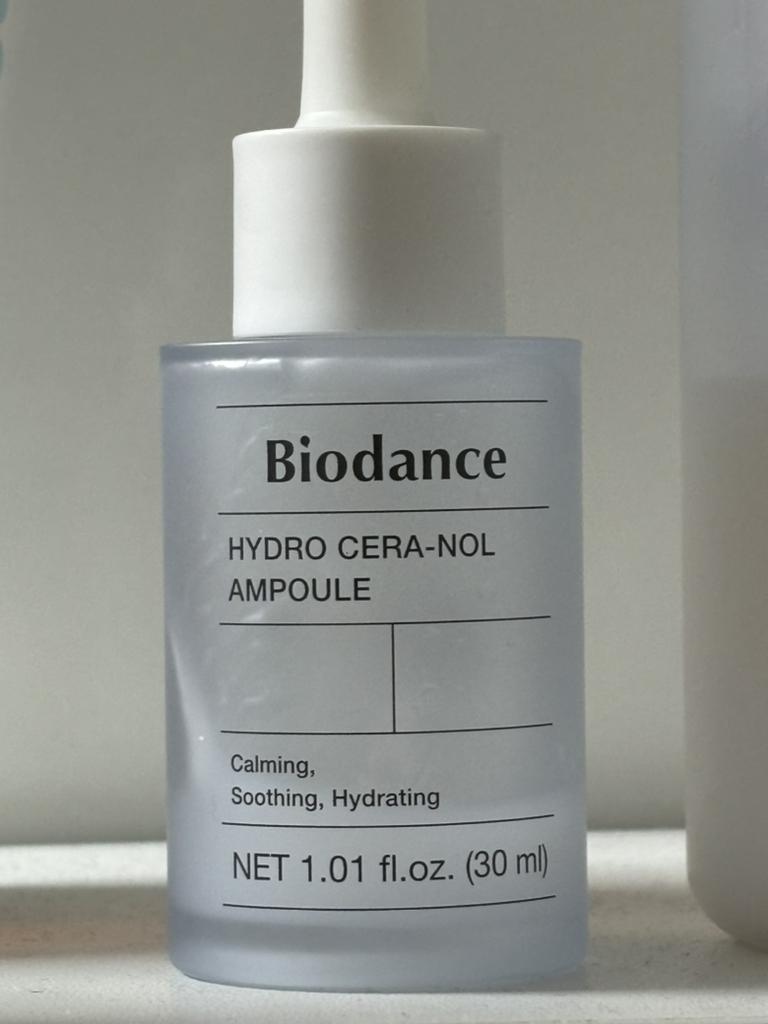 Biodance
HYDRO CERA-NOL
AMPOULE
Calming,
Soothing, Hydrating
NET 1.01 fl.oz. (30 ml)